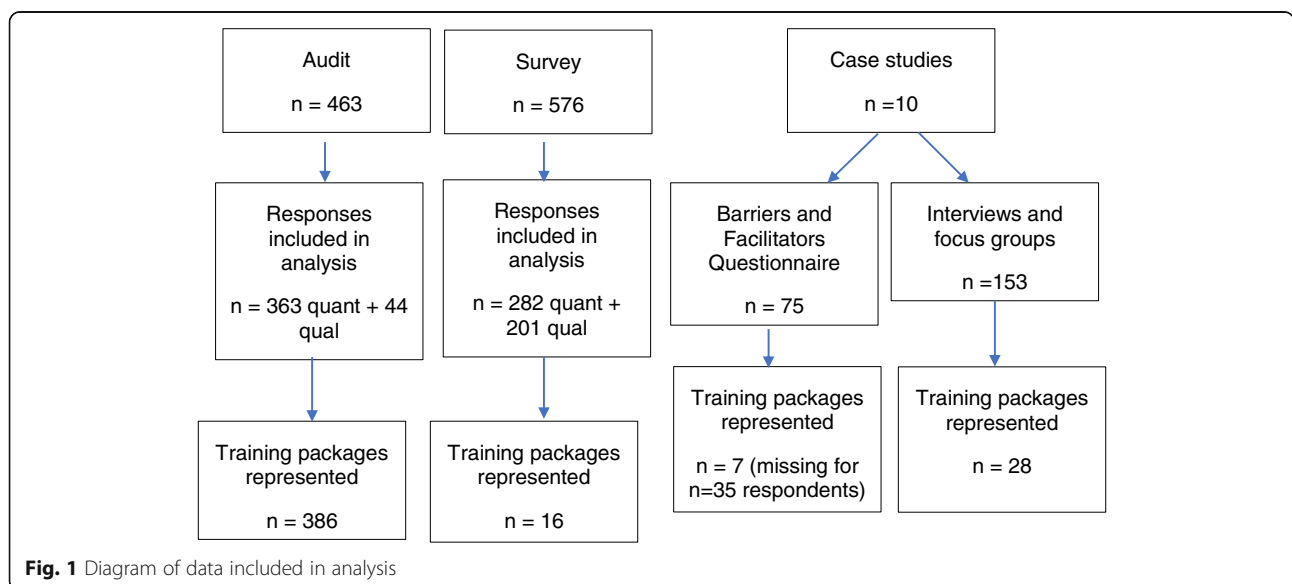 Audit
n = 463
Survey
n = 576
Case studies
n =10
Responses
included in
analysis
n = 363 quant + 44
qual
Responses
included in
analysis
n = 282 quant +
201 qual
Barriers and
Facilitators
Questionnaire
n = 75
Interviews and
focus groups
n =153
Training packages
represented
n = 386
Training packages
represented
n = 16
Training packages
represented
n = 7 (missing for
n=35 respondents)
Training packages
represented
n = 28
Fig. 1 Diagram of data included in analysis